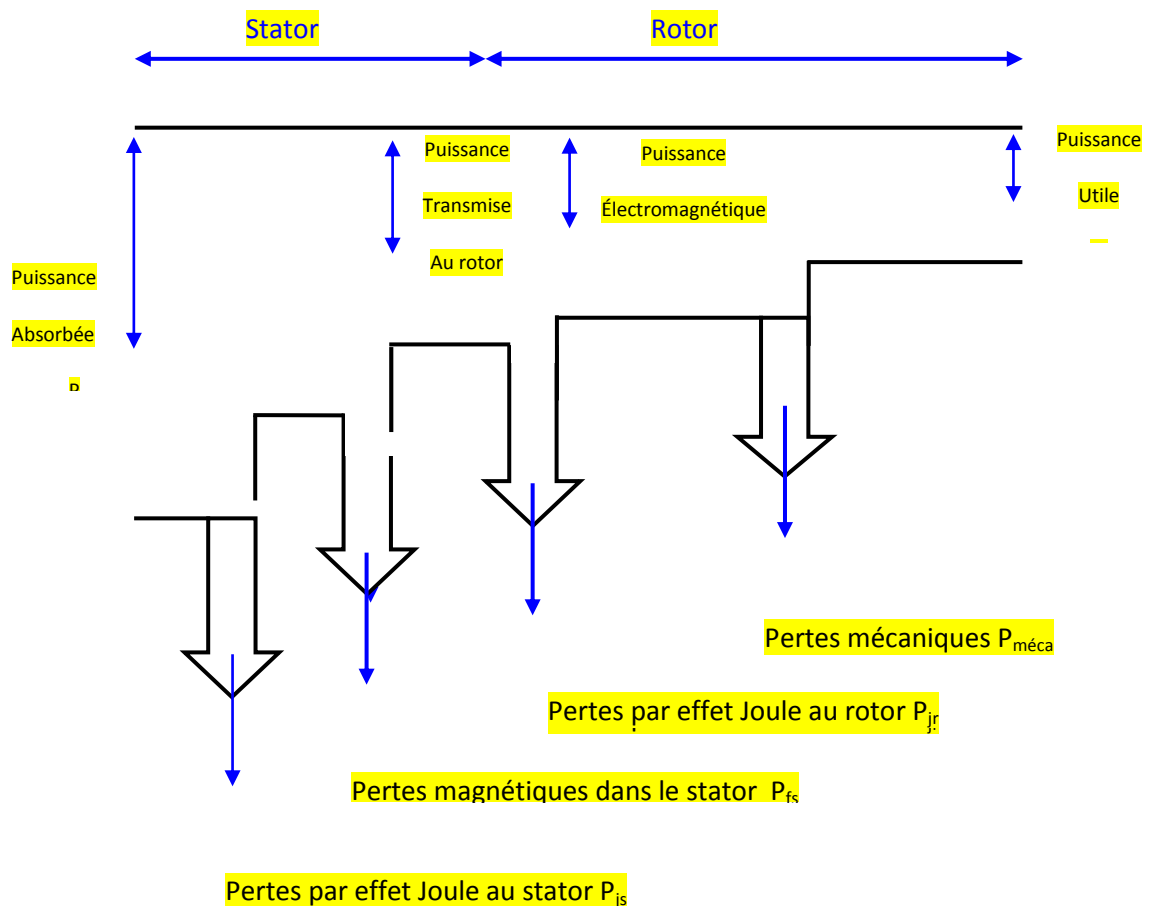 Stator
Rotor
Puissance
Transmise
Au rotor
Puissance
Électromagnétique
Puissance
Utile
Puissance
Absorbée
Pertes mécaniques Pméca
Pertes par effet Joule au rotor Pjr
Pertes magnétiques dans le stator Pfs
Pertes par effet Joule au stator Pjs